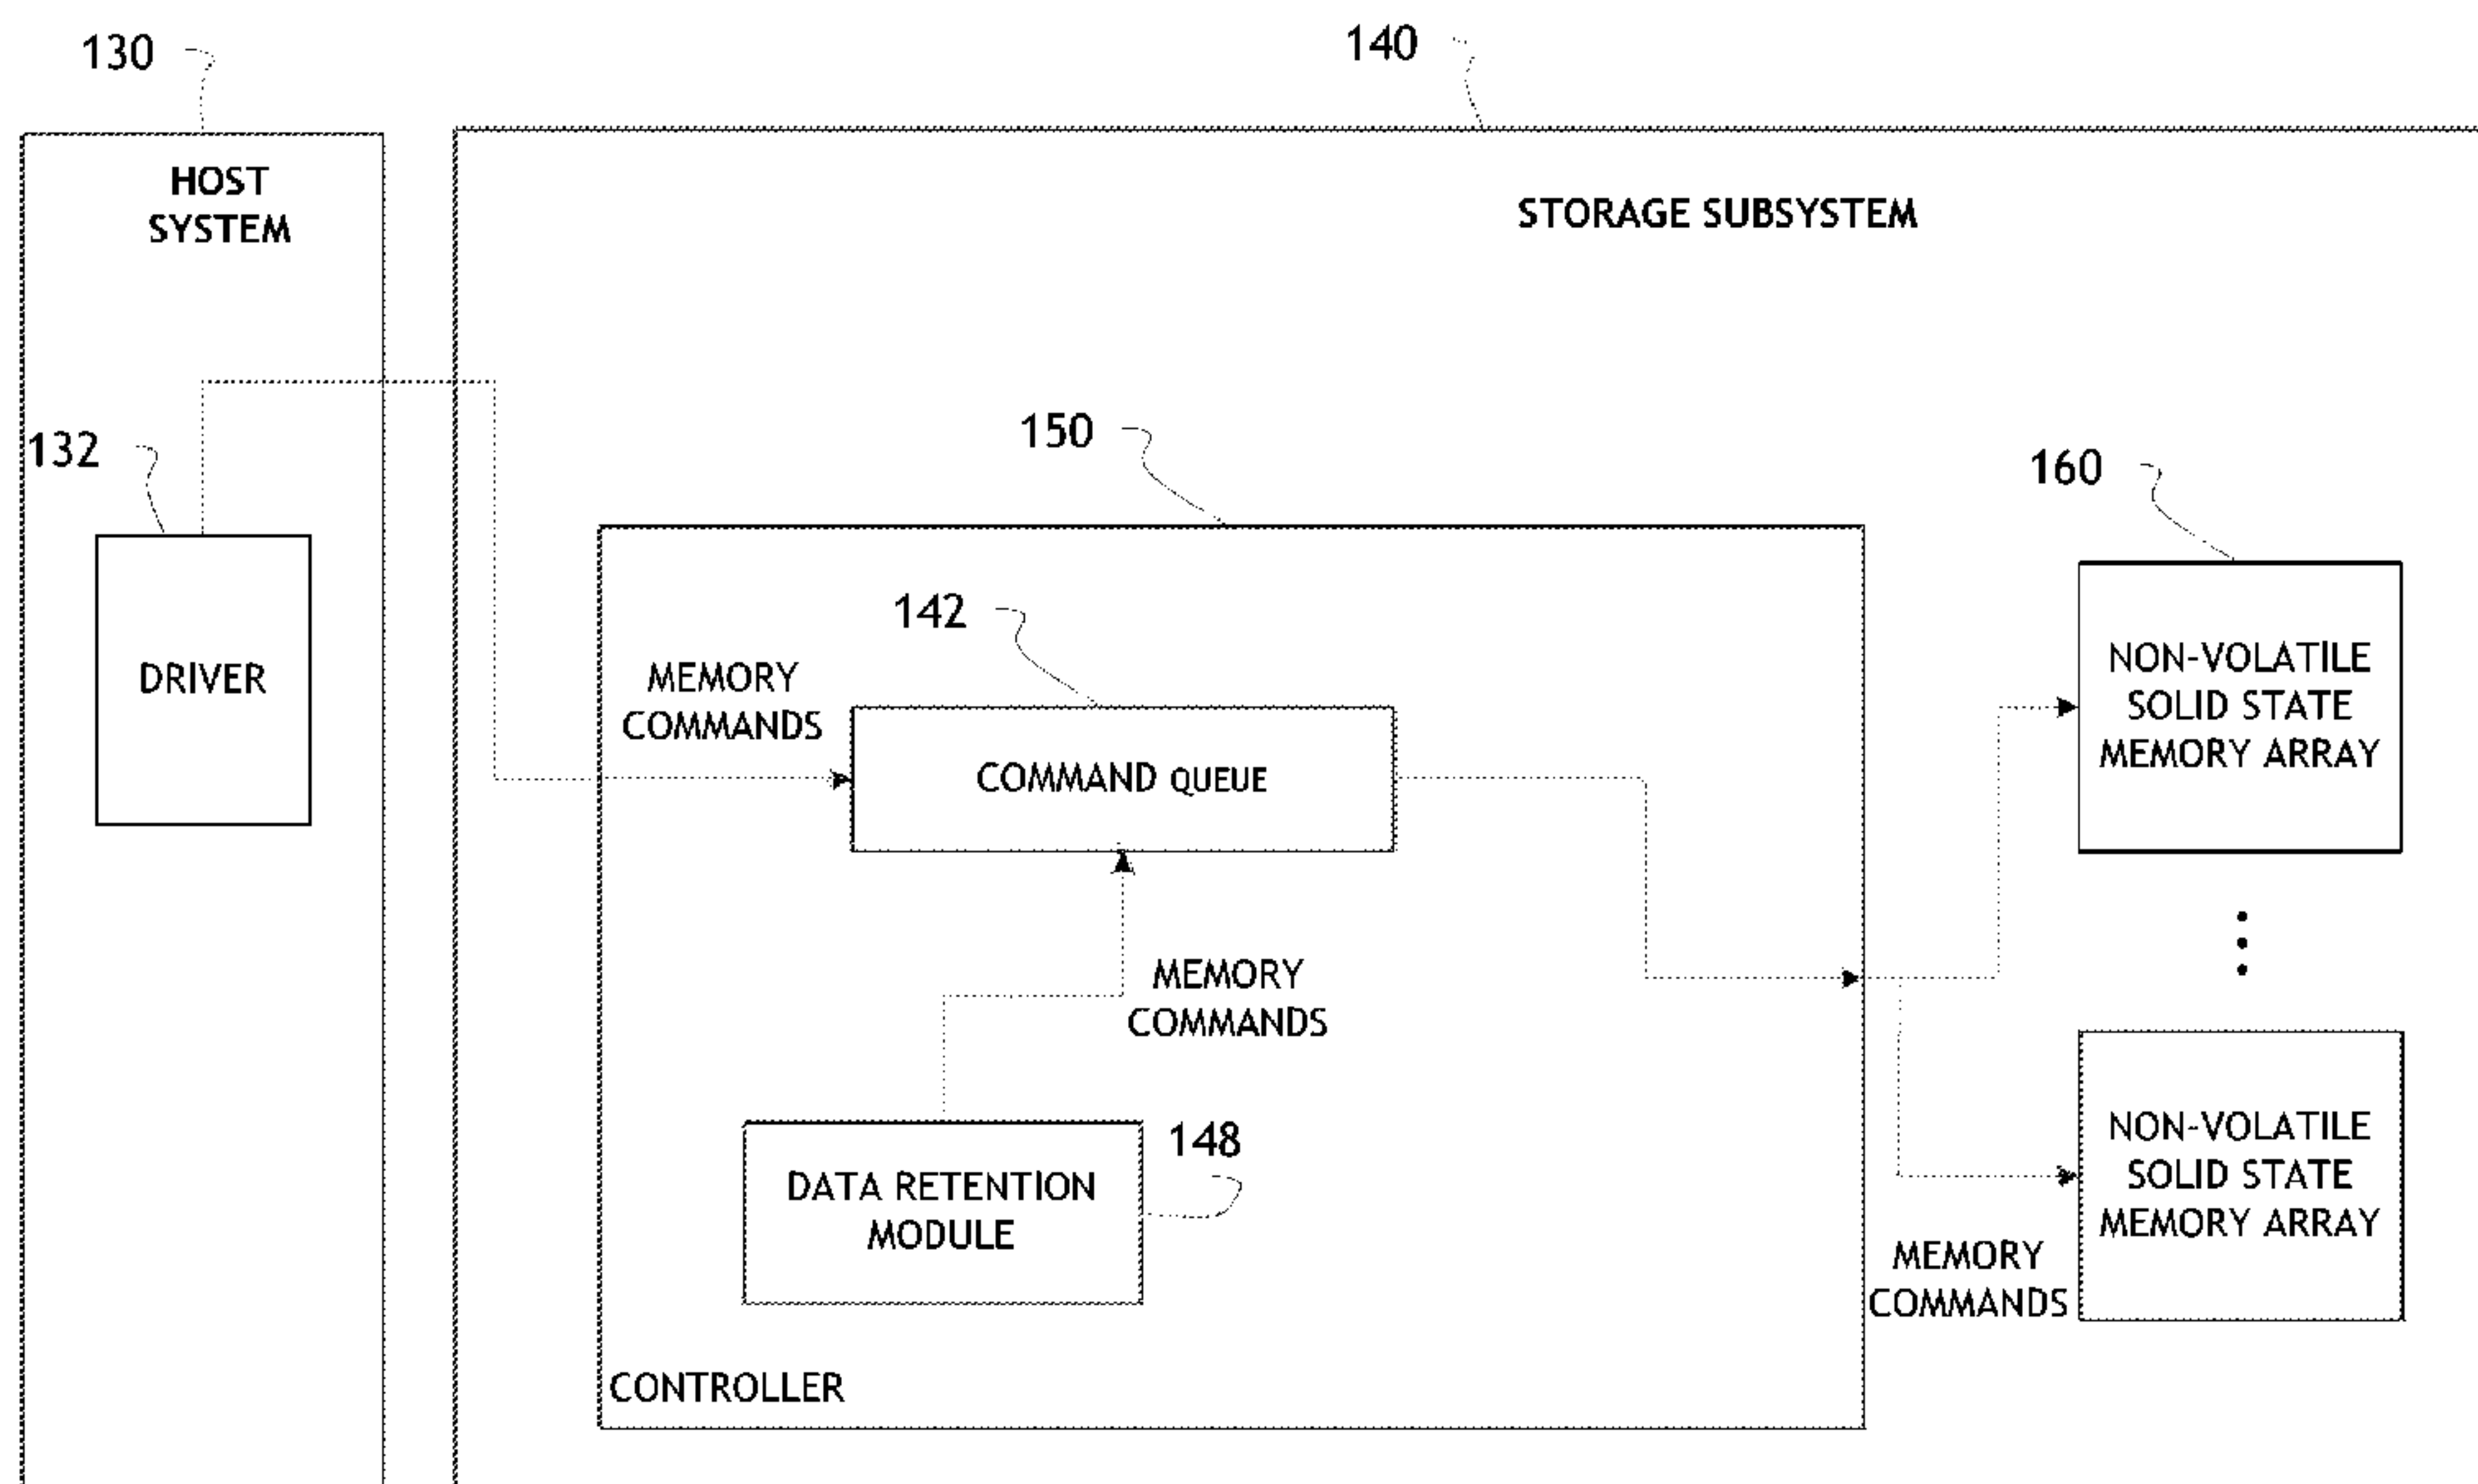 130
140
HOST
SYSTEM
STORAGE SUBSYSTEM
132
150
160
DRIVER
142
MEMORY
COMMANDS
COMMAND QUEUE
NON-VOLATILE
SOLID STATE
MEMORY ARRAY
MEMORY
COMMANDS
148
DATA RETENTION
MODULE
NON-VOLATILE
SOLID STATE
MEMORY ARRAY
MEMORY
COMMANDS
CONTROLLER